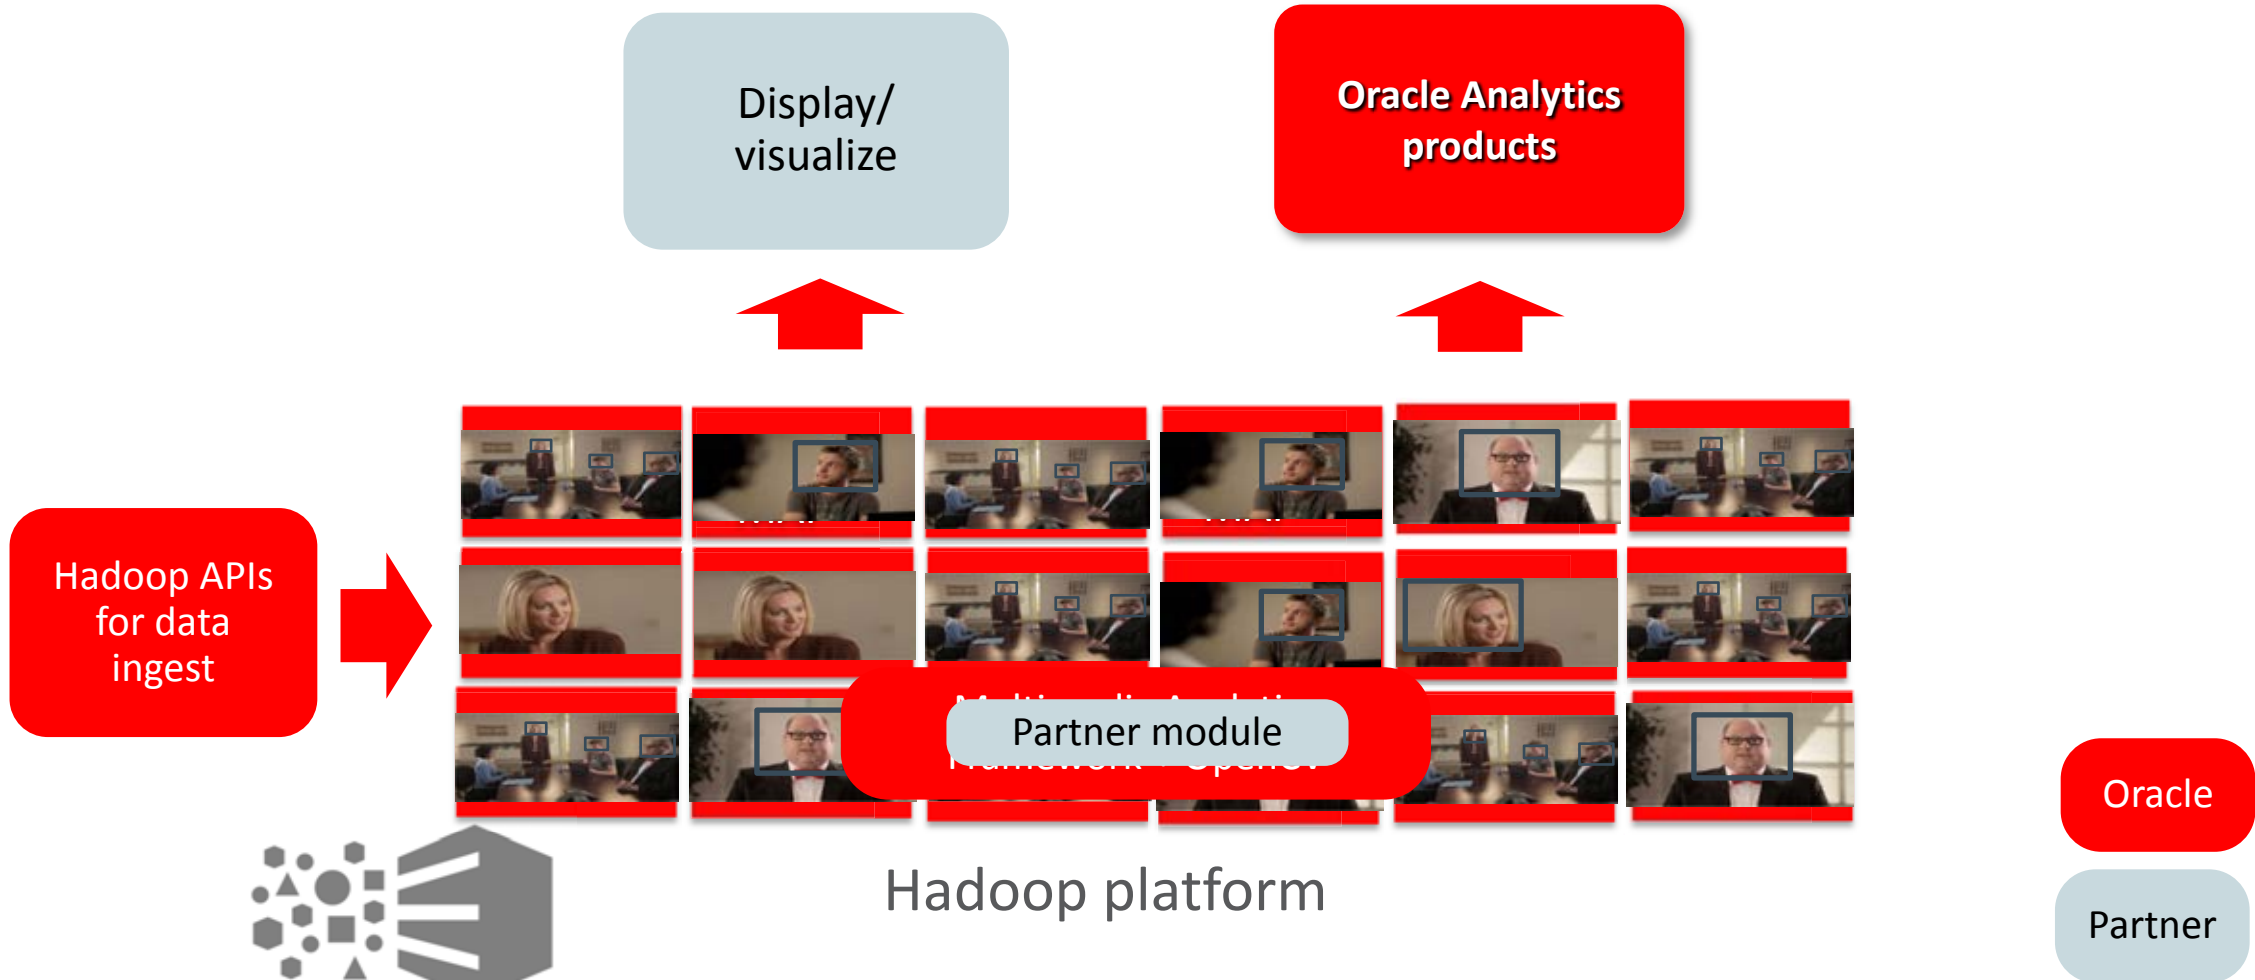 Display/
visualize
Oracle Analytics
products
Hadoop APIs
for data
ingest
Partner module
Hadoop platform
Oracle
Partner